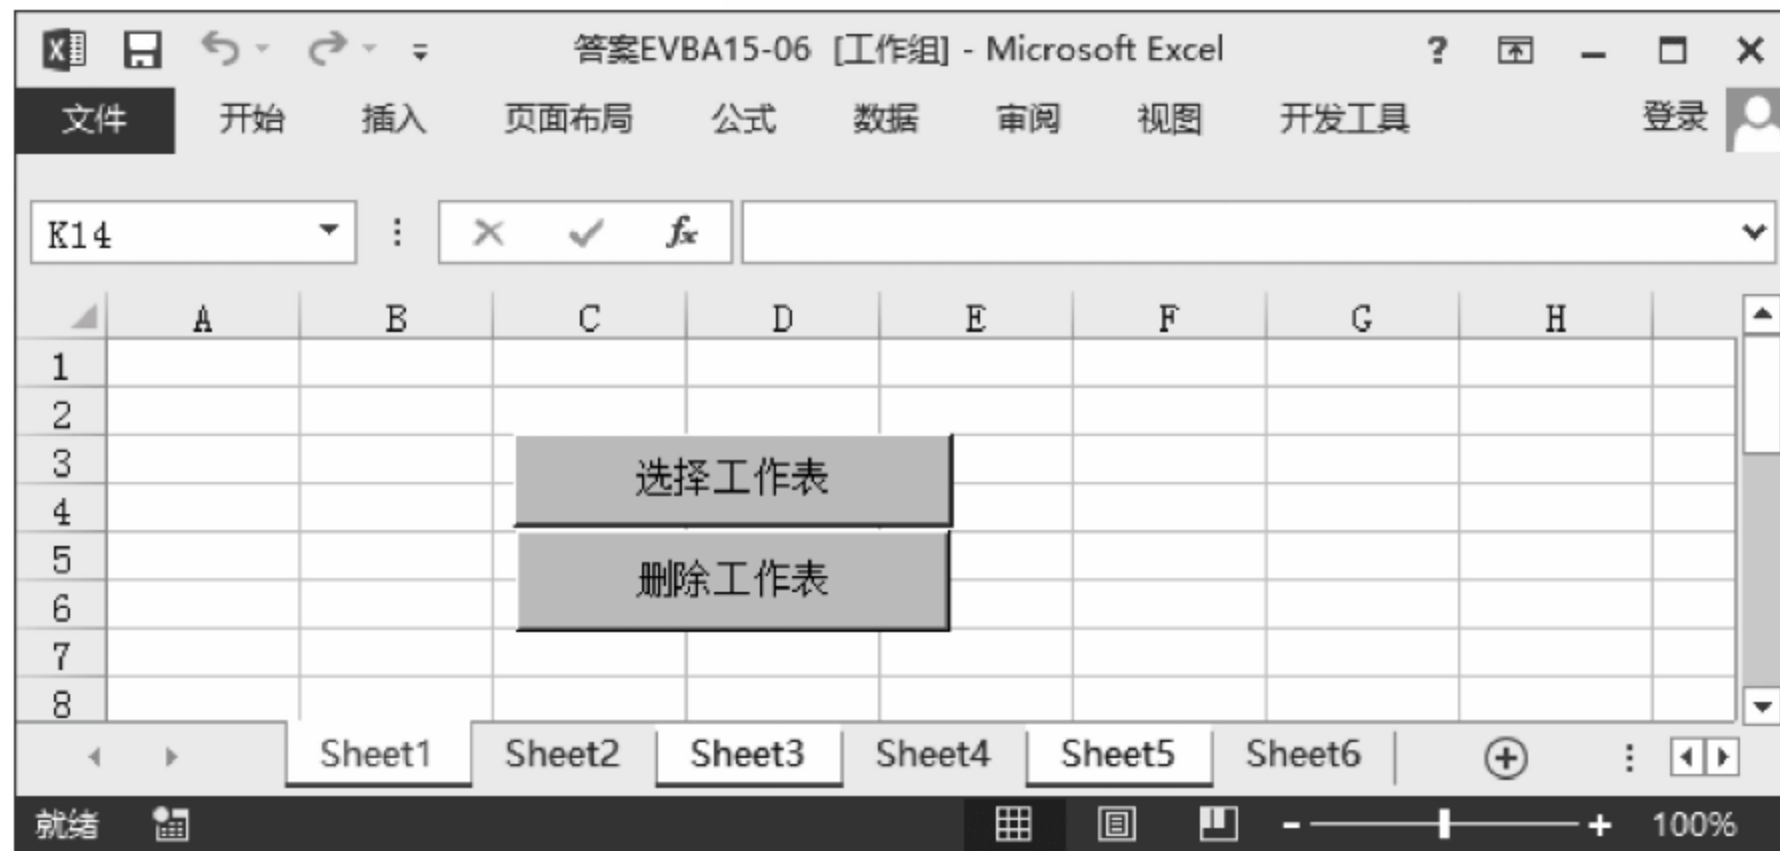 答案EVBA15-06 [工作组] - Microsoft Excel ?
文件 开始 插入 页面布局 公式 数据 审阅 视图 开发工具 登录
K14 fx
A B C D E F G H
1
2
3
选择工作表
4
5
删除工作表
6
7
8
Sheet1 Sheet2 Sheet3 Sheet4 Sheet5 Sheet6
就绪 100%